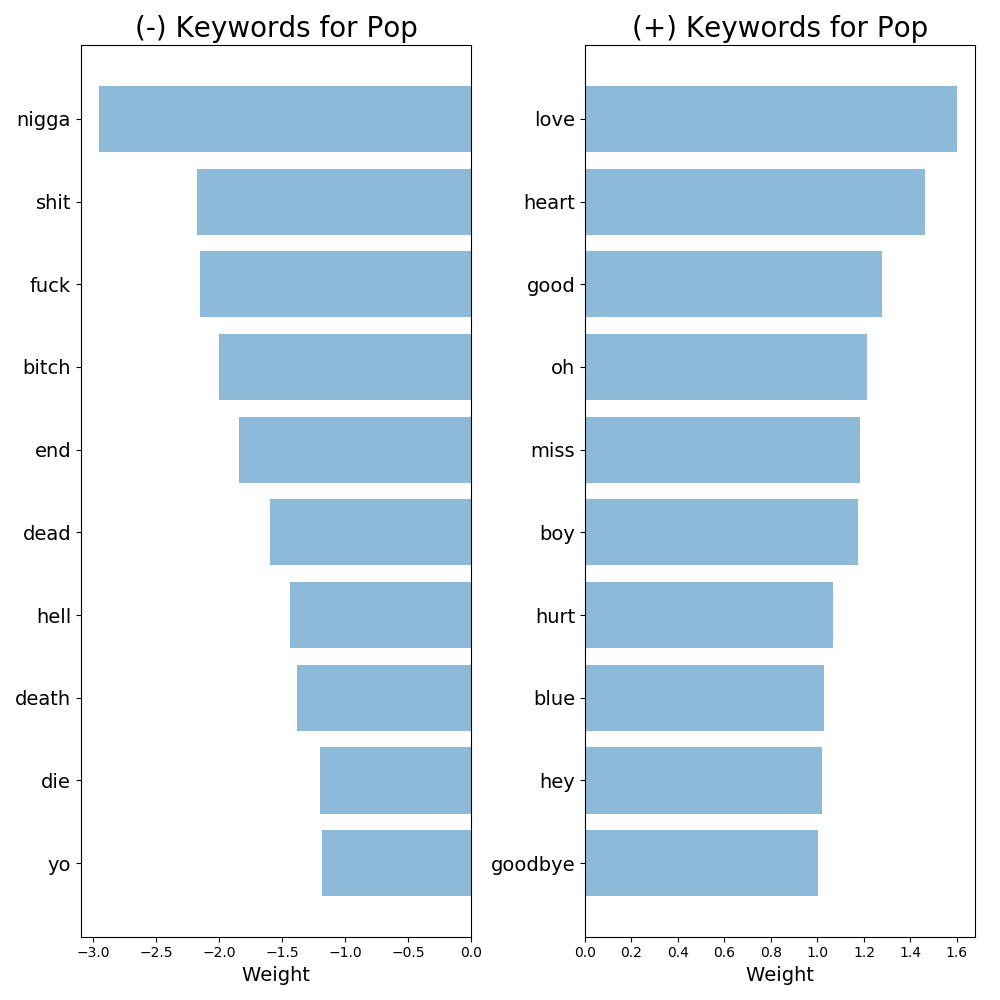 (-) Keywords for Pop
nigga
shit
fuck
bitch
end
dead
hell
death
die
yo
−3.0 −2.5 −2.0 −1.5 −1.0 −0.5 0.0
Weight
(+) Keywords for Pop
love
heart
good
oh
miss
boy
hurt
blue
hey
goodbye
0.0 0.2 0.4 0.6 0.8 1.0 1.2 1.4 1.6
Weight